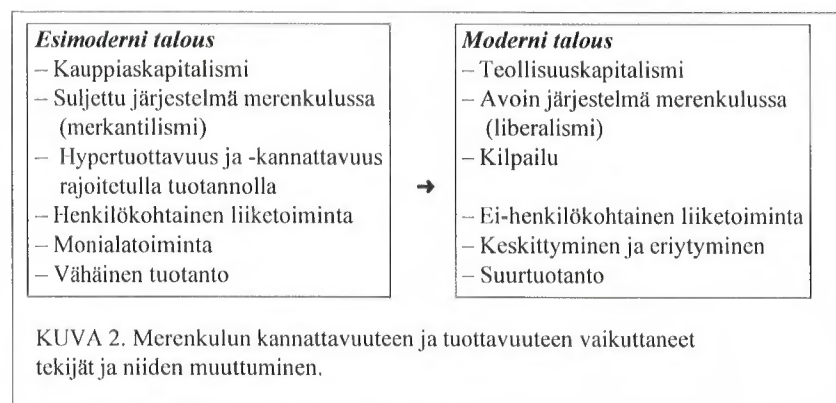 Esimoderni talous
– Kauppiaskapitalismi
– Suljettu järjestelmä merenkulussa
(merkantilismi)
– Hypertuottavuus ja -kannattavuus
rajoitetulla tuotannolla
– Henkilökohtainen liiketoiminta
– Monialatoiminta
– Vähäinen tuotanto
→
Moderni talous
– Teollisuuskapitalismi
– Avoin järjestelmä merenkulussa
(liberalismi)
– Kilpailu
– Ei-henkilökohtainen liiketoiminta
– Keskittyminen ja eriytyminen
– Suurtuotanto
KUVA 2. Merenkulun kannattavuuteen ja tuottavuuteen vaikuttaneet
tekijät ja niiden muuttuminen.